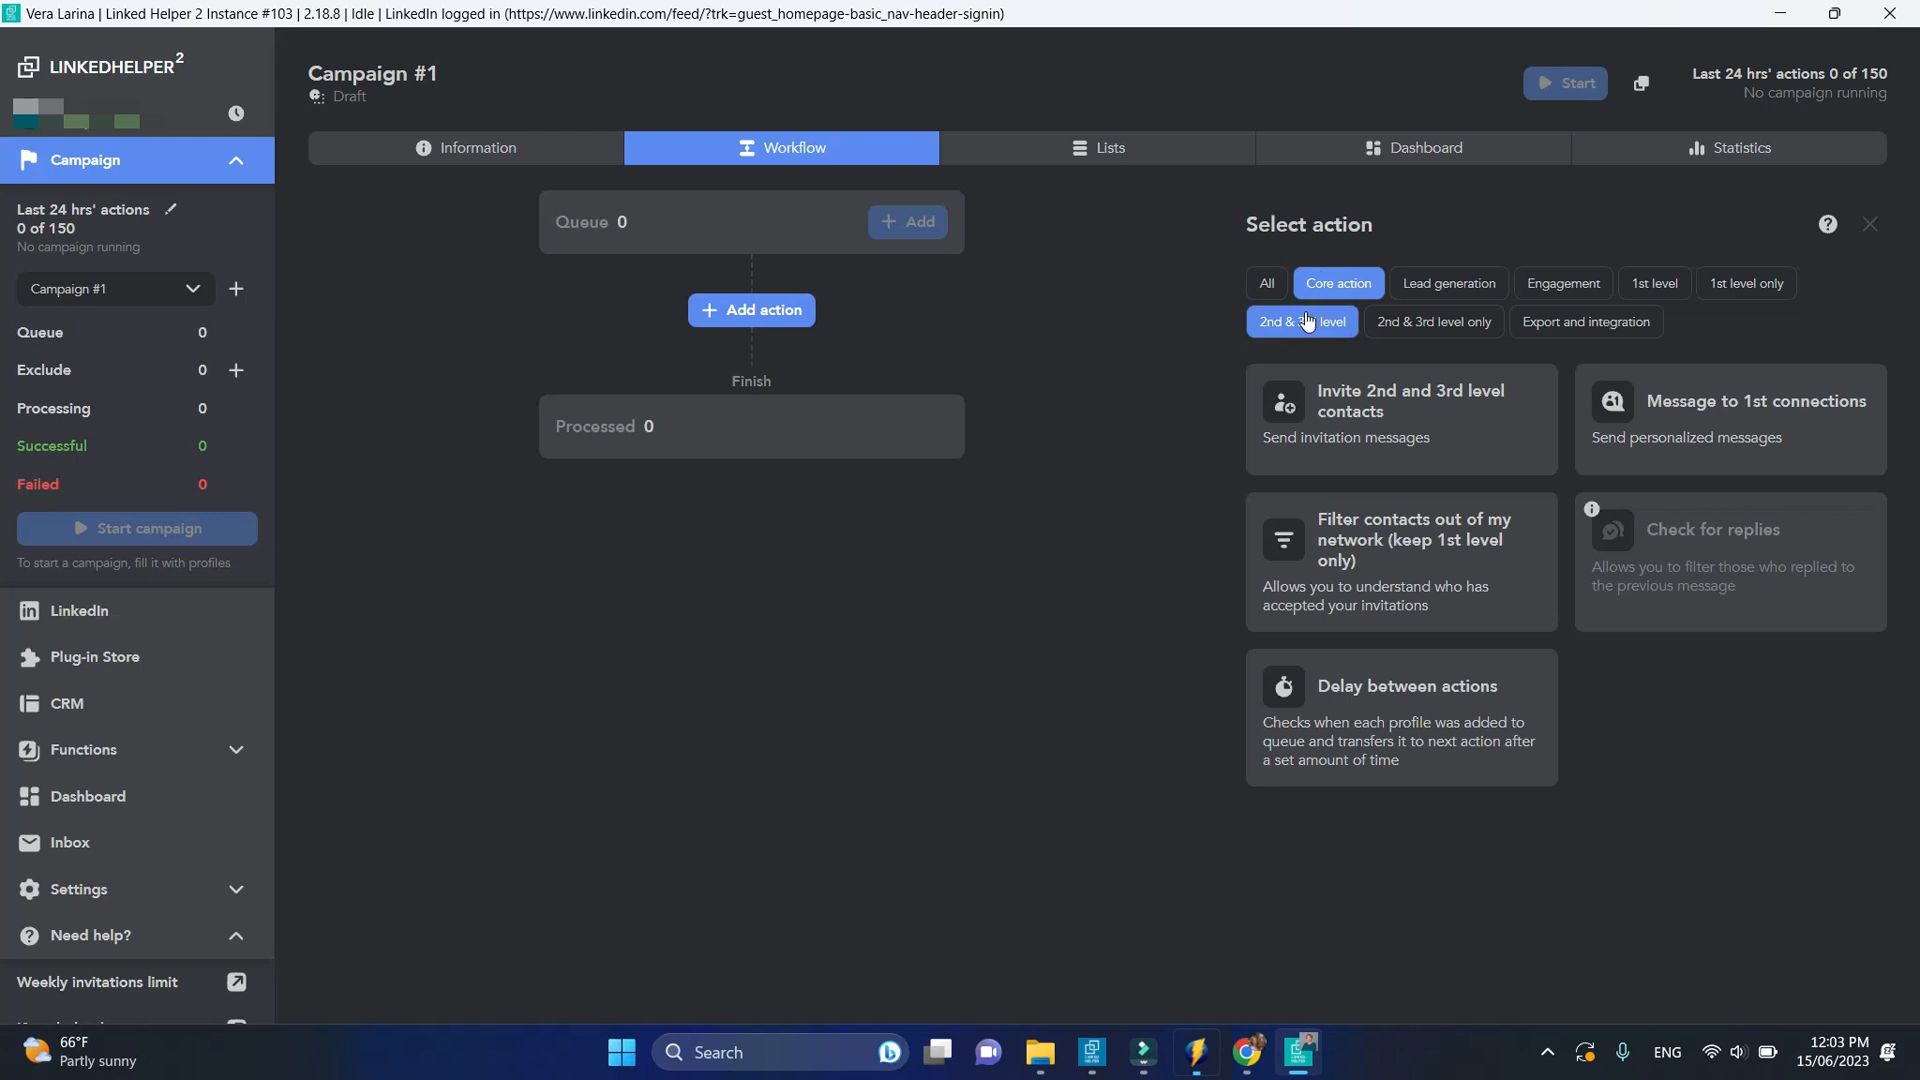 Vera Larina | Linked Helper 2 Instance #103 | 2.18.8 | Idle | LinkedIn logged in (https://www.linkedin.com/feed/?trk=guest_homepage-basic_nav-header-signin)
LINKEDHELPER2
Campaign
Last 24 hrs' actions
0 of 150
No campaign running
Campaign #1
Queue 0
Exclude 0
Processing 0
Successful 0
Failed 0
Start campaign
To start a campaign, fill it with profiles
LinkedIn
Plug-in Store
CRM
Functions
Dashboard
Inbox
Settings
Need help?
Weekly invitations limit
Campaign #1
Draft
Start
Last 24 hrs' actions 0 of 150
No campaign running
Information
Workflow
Lists
Dashboard
Statistics
Queue 0
+ Add
+ Add action
Finish
Processed 0
Select action
All
Core action
Lead generation
Engagement
1st level
1st level only
2nd & 3rd level
2nd & 3rd level only
Export and integration
Invite 2nd and 3rd level
contacts
Send invitation messages
Message to 1st connections
Send personalized messages
Filter contacts out of my
network (keep 1st level
only)
Allows you to understand who has
accepted your invitations
Check for replies
Allows you to filter those who replied to
the previous message
Delay between actions
Checks when each profile was added to
queue and transfers it to next action after
a set amount of time
66°F
Partly sunny
Search
ENG
12:03 PM
15/06/2023